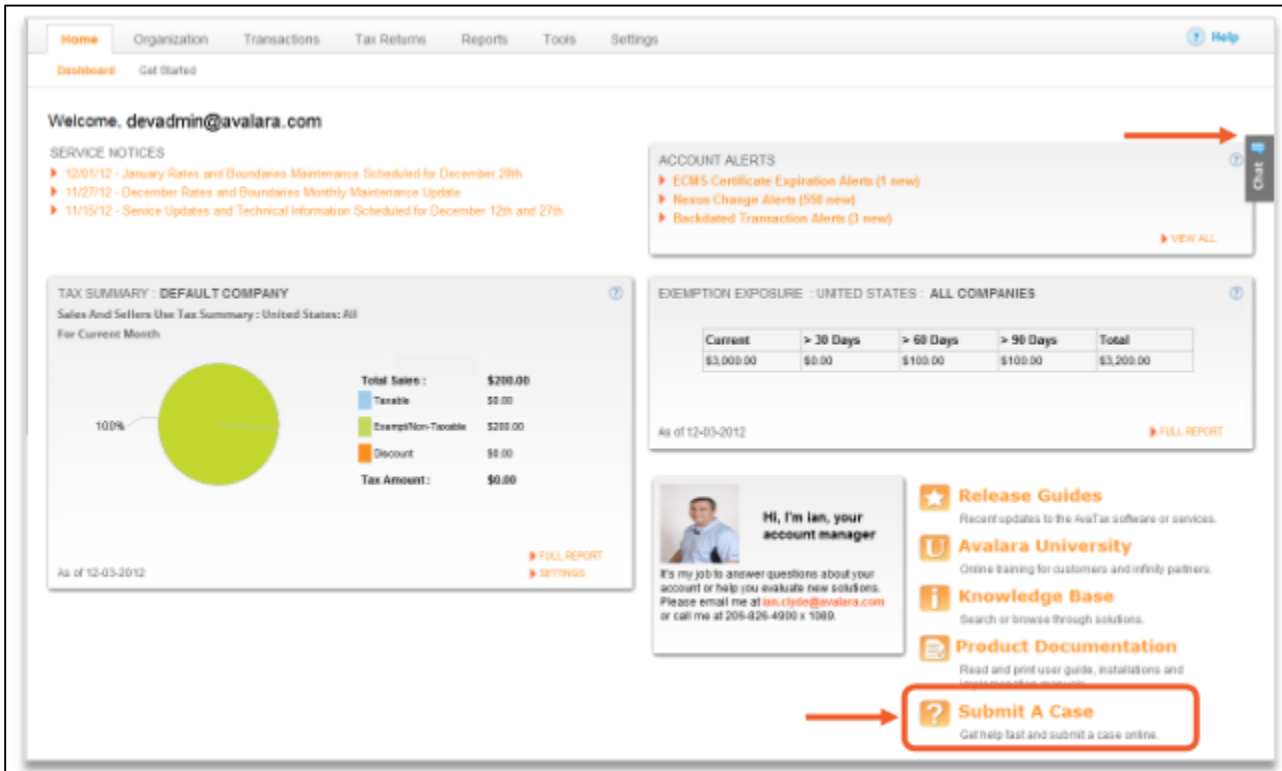 Home Organization Transactions Tax Returns Reports Tools Settings ? Help
Dashboard Get Started
Welcome, devadmin@avalara.com
SERVICE NOTICES
12/01/12 - January Rates and Boundaries Maintenance Scheduled for December 28th
11/27/12 - December Rates and Boundaries Monthly Maintenance Update
11/15/12 - Service Updates and Technical Information Scheduled for December 12th and 27th
ACCOUNT ALERTS ?
ECMS Certificate Expiration Alerts (1 new)
Nexus Change Alerts (558 new)
Backdated Transaction Alerts (3 new)
VIEW ALL
Chat
TAX SUMMARY : DEFAULT COMPANY ?
Sales And Sellers Use Tax Summary : United States: All
For Current Month
100%
Total Sales : $200.00
Taxable $0.00
Exempt/Non-Taxable $200.00
Discount $0.00
Tax Amount : $0.00
FULL REPORT
As of 12-03-2012 SETTINGS
EXEMPTION EXPOSURE : UNITED STATES : ALL COMPANIES ?
Current > 30 Days > 60 Days > 90 Days Total
$3,000.00 $0.00 $100.00 $100.00 $3,200.00
As of 12-03-2012 FULL REPORT
Hi, I'm ian, your
account manager
It's my job to answer questions about your
account or help you evaluate new solutions.
Please email me at ian.clyde@avalara.com
or call me at 206-826-4900 x 1089.
Release Guides
Recent updates to the AvaTax software or services.
U Avalara University
Online training for customers and infinity partners.
i Knowledge Base
Search or browse through solutions.
Product Documentation
Read and print user guide, installations and
implementation manuals.
? Submit A Case
Get help fast and submit a case online.